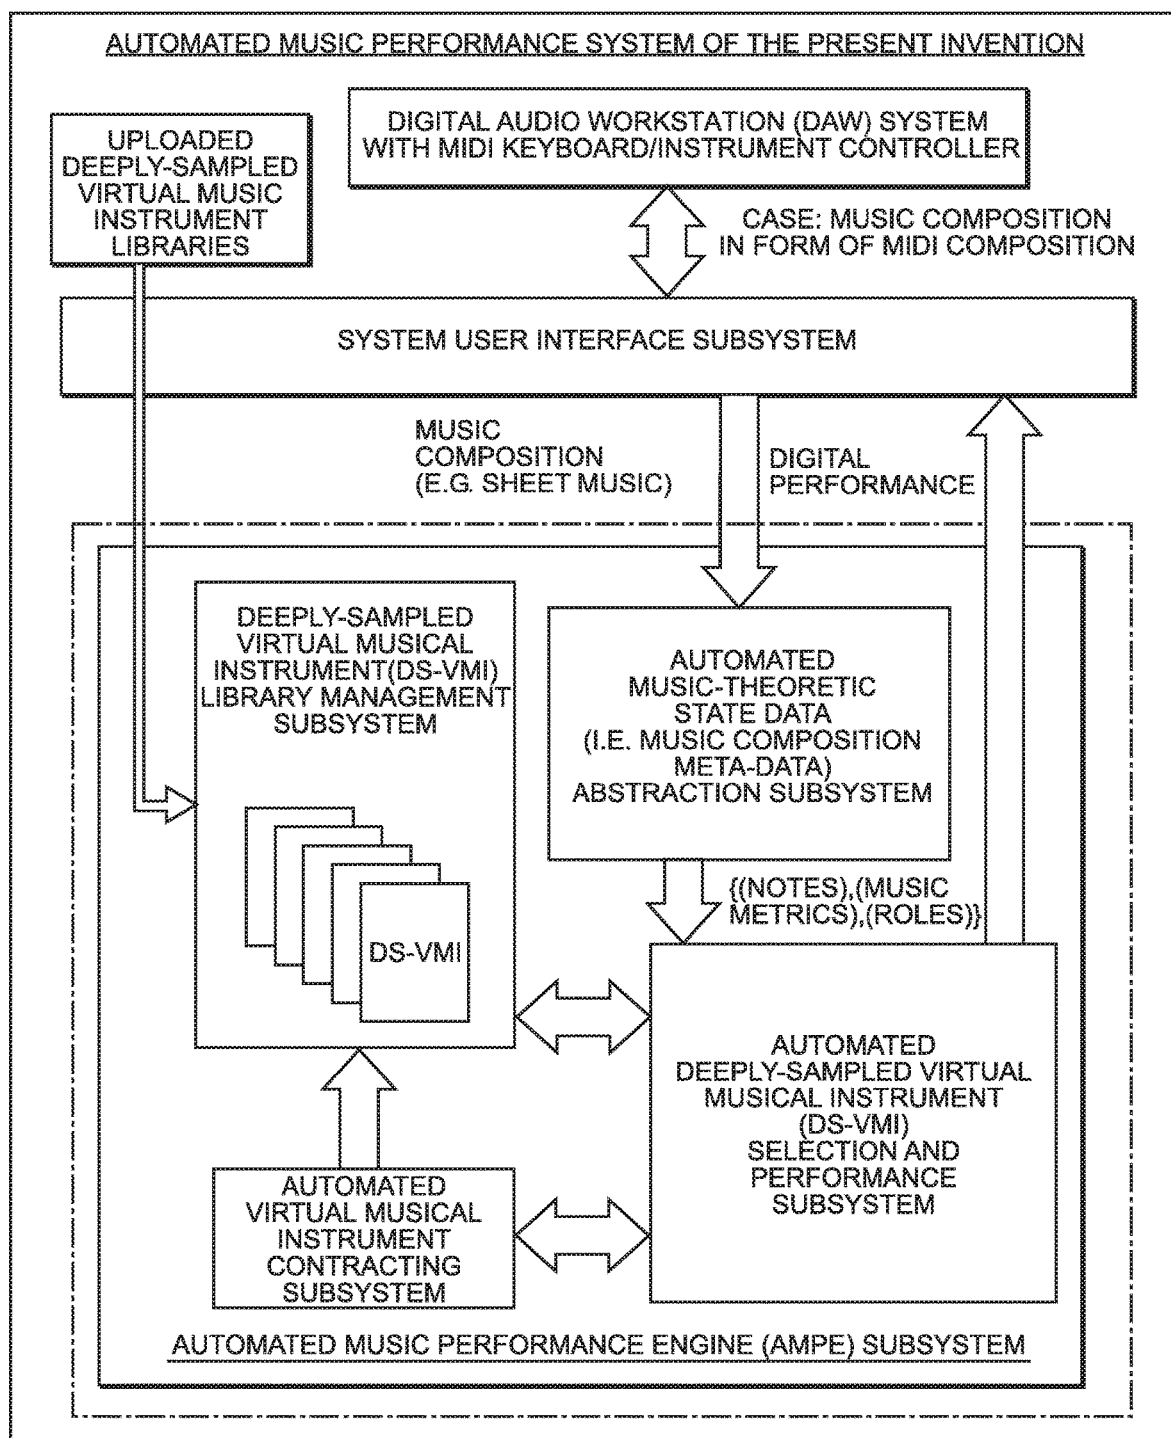 AUTOMATED MUSIC PERFORMANCE SYSTEM OF THE PRESENT INVENTION
DIGITAL AUDIO WORKSTATION (DAW) SYSTEM
WITH MIDI KEYBOARD/INSTRUMENT CONTROLLER
UPLOADED
DEEPLY-SAMPLED
VIRTUAL MUSIC
INSTRUMENT
LIBRARIES
CASE: MUSIC COMPOSITION
IN FORM OF MIDI COMPOSITION
SYSTEM USER INTERFACE SUBSYSTEM
MUSIC
COMPOSITION
(E.G. SHEET MUSIC)
DIGITAL
PERFORMANCE
DEEPLY-SAMPLED
VIRTUAL MUSICAL
INSTRUMENT(DS-VMI)
LIBRARY MANAGEMENT
SUBSYSTEM
DS-VMI
AUTOMATED
MUSIC-THEORETIC
STATE DATA
(I.E. MUSIC COMPOSITION
META-DATA)
ABSTRACTION SUBSYSTEM
{(NOTES),(MUSIC
METRICS),(ROLES)}
AUTOMATED
DEEPLY-SAMPLED VIRTUAL
MUSICAL INSTRUMENT
(DS-VMI)
SELECTION AND
PERFORMANCE
SUBSYSTEM
AUTOMATED
VIRTUAL MUSICAL
INSTRUMENT
CONTRACTING
SUBSYSTEM
AUTOMATED MUSIC PERFORMANCE ENGINE (AMPE) SUBSYSTEM